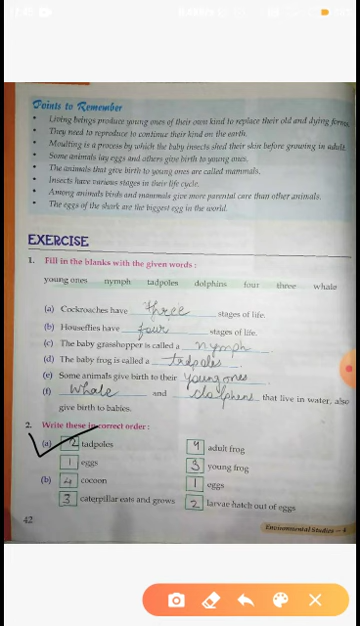 Points to Remember
• Living beings produce young ones of their own kind to replace their old and dying forms.
• They need to reproduce to continue their kind on the earth.
• Moulting is a process by which the baby insects shed their skin before growing in adult.
• Some animals lay eggs and others give birth to young ones.
• The animals that give birth to young ones are called mammals.
• Insects have various stages in their life cycle.
• Among animals birds and mammals give more parental care than other animals.
• The eggs of the shark are the biggest egg in the world.
EXERCISE
1. Fill in the blanks with the given words :
young ones nymph tadpoles dolphins four three whale
(a) Cockroaches have three stages of life.
(b) Houseflies have four stages of life.
(c) The baby grasshopper is called a nymph.
(d) The baby frog is called a tadpoles.
(e) Some animals give birth to their young ones.
(f) whale and dolphens that live in water, also
give birth to babies.
2. Write these in correct order :
(a) 2 tadpoles 4 adult frog
1 eggs 3 young frog
(b) 4 cocoon 1 eggs
3 caterpillar eats and grows 2 larvae hatch out of eggs
42
Environmental Studies – 4